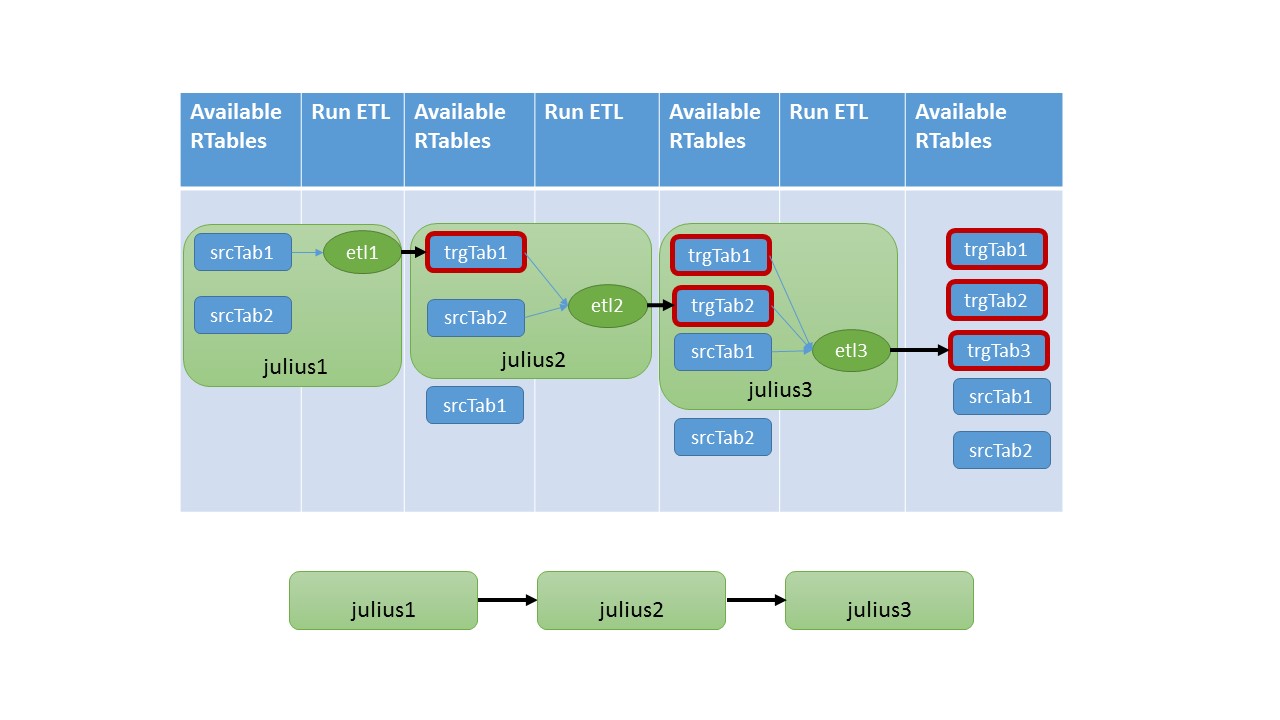 Available
RTables
Run ETL
Available
RTables
Run ETL
Available
RTables
Run ETL
Available
RTables
srcTab1
etl1
srcTab2
julius1
trgTab1
srcTab2
etl2
julius2
srcTab1
trgTab1
trgTab2
srcTab1
etl3
julius3
srcTab2
trgTab1
trgTab2
trgTab3
srcTab1
srcTab2
julius1
julius2
julius3